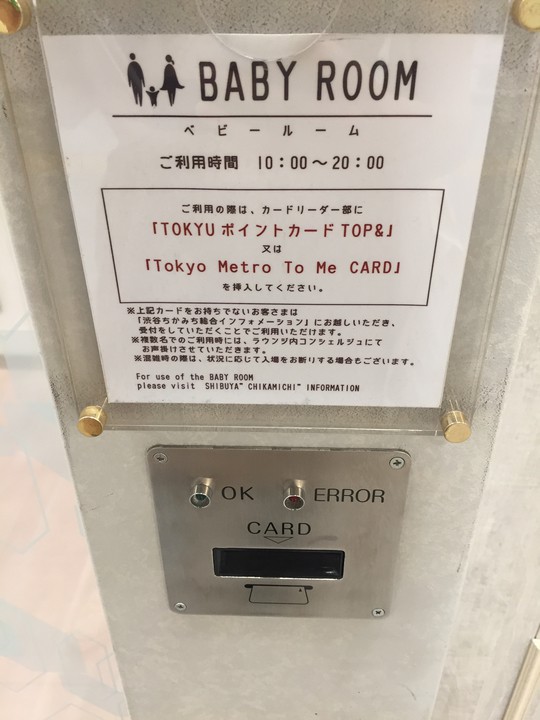 BABY ROOM
ベビールーム
ご利用時間 10:00〜20:00
ご利用の際は、カードリーダー部に
「TOKYU ポイントカード TOP&」
又は
「Tokyo Metro To Me CARD」
を挿入してください。
※上記カードをお持ちでないお客さまは
「渋谷ちかみち総合インフォメーション」にお越しいただき、
受付をしていただくことでご利用いただけます。
※複数名でのご利用時には、ラウンジ内コンシェルジュにて
お声掛けさせていただきます。
※混雑時の際は、状況に応じて入場をお断りする場合もございます。
For use of the BABY ROOM
please visit SHIBUYA" CHIKAMICHI" INFORMATION
OK ERROR
CARD